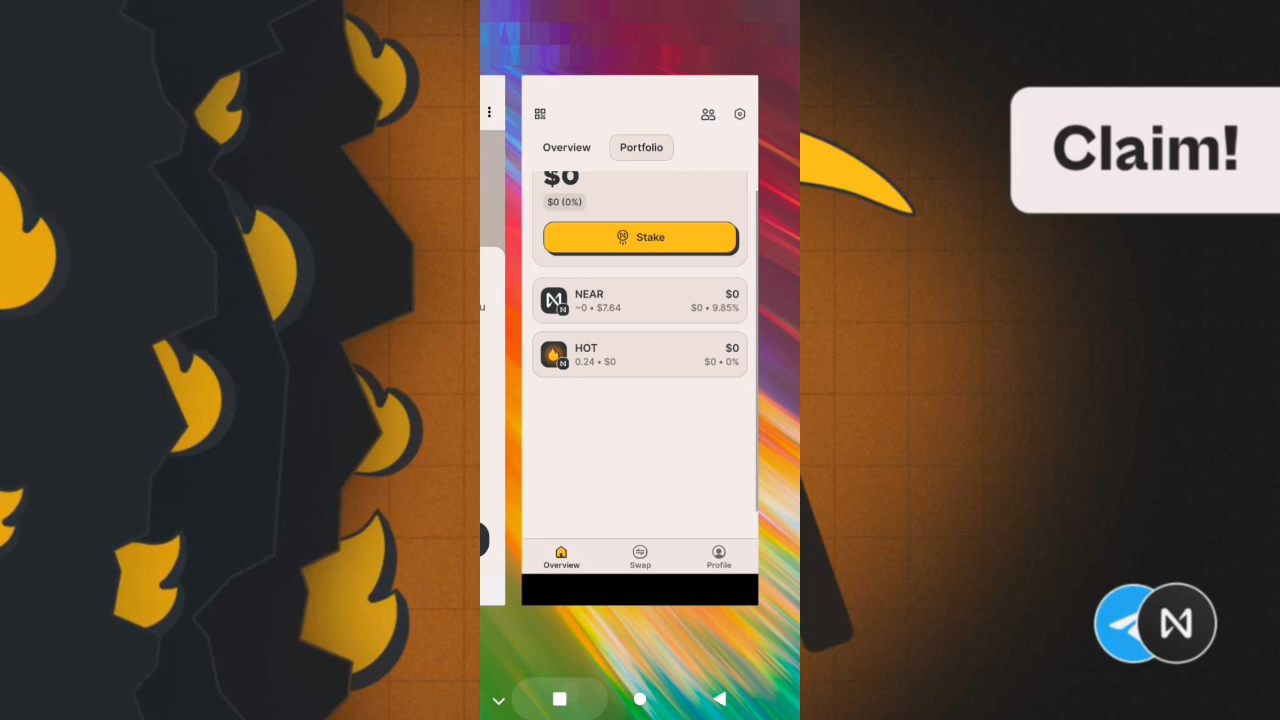 Overview
Portfolio
$0
$0 (0%)
Stake
NEAR
$0
~0 • $7.64
$0 • 9.85%
HOT
$0
0.24 • $0
$0 • 0%
Overview
Swap
Profile
Claim!